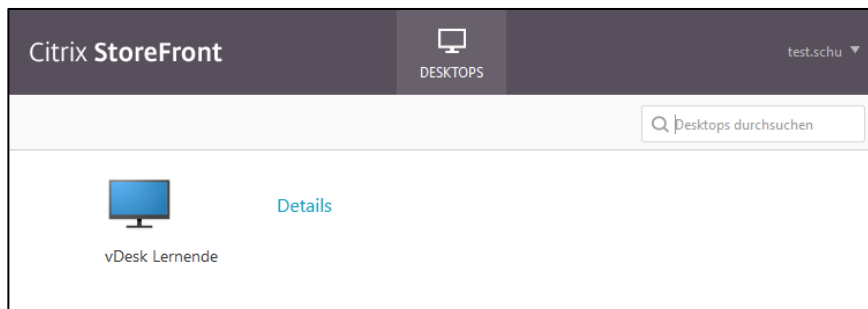 Citrix StoreFront
DESKTOPS
test.schu
Desktops durchsuchen
Details
vDesk Lernende